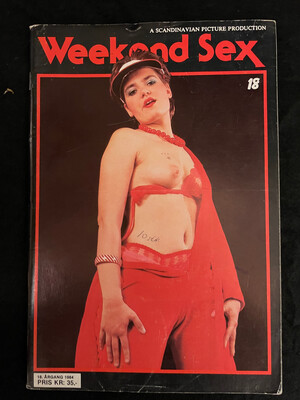 A SCANDINAVIAN PICTURE PRODUCTION
Weekend Sex
18
18. ÅRGANG 1984
PRIS KR: 35.-